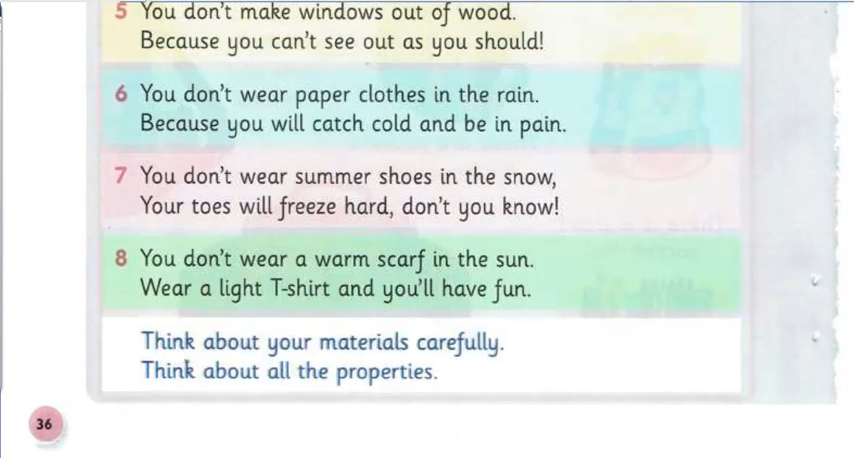 5 You don't make windows out of wood.
Because you can't see out as you should!
6 You don't wear paper clothes in the rain.
Because you will catch cold and be in pain.
7 You don't wear summer shoes in the snow,
Your toes will freeze hard, don't you know!
8 You don't wear a warm scarf in the sun.
Wear a light T-shirt and you'll have fun.
Think about your materials carefully.
Think about all the properties.
36